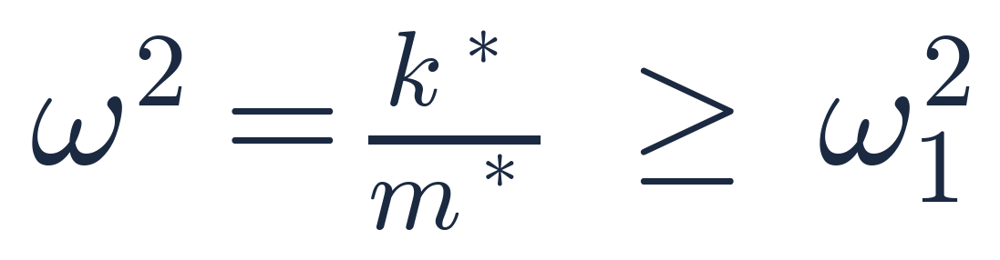 ω² = k*/m* ≥ ω₁²